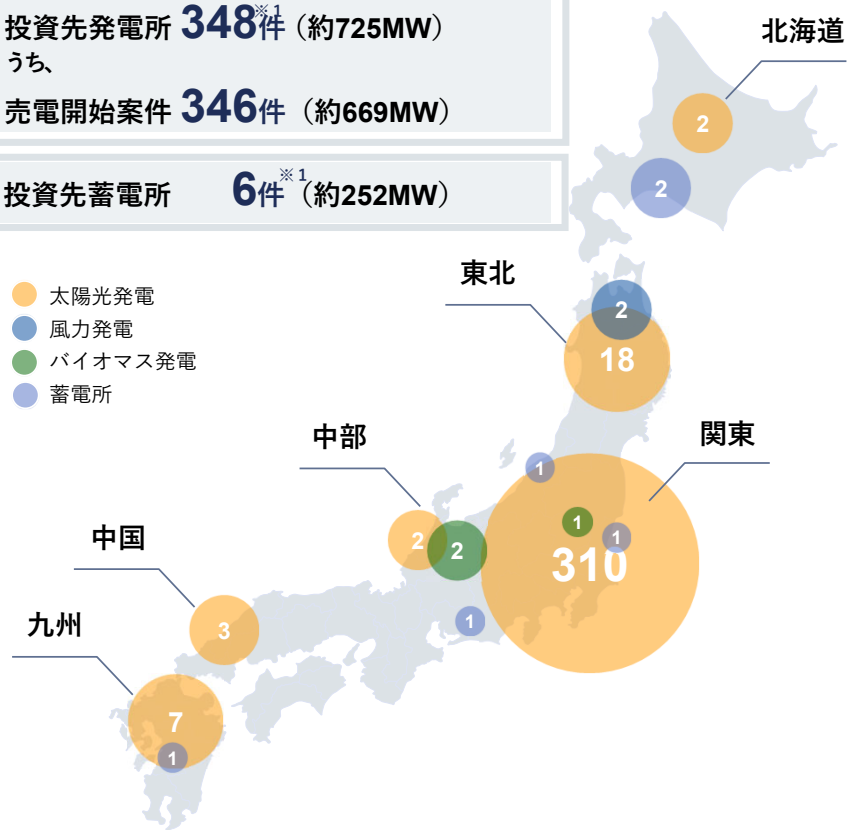 投資先発電所 348件※1（約725MW）
うち、
売電開始案件 346件（約669MW）
投資先蓄電所 6件※1（約252MW）
北海道
2
2
太陽光発電
風力発電
バイオマス発電
蓄電所
東北
2
18
中部
関東
1
2
2
1
1
310
中国
3
1
九州
7
1